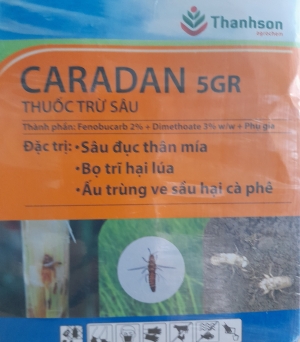 Thanhson
Agrochem
CARADAN 5GR
THUỐC TRỪ SÂU
Thành phần: Fenobucarb 2% + Dimethoate 3% w/w + Phụ gia
Đặc trị: • Sâu đục thân mía
• Bọ trĩ hại lúa
• Ấu trùng ve sầu hại cà phê